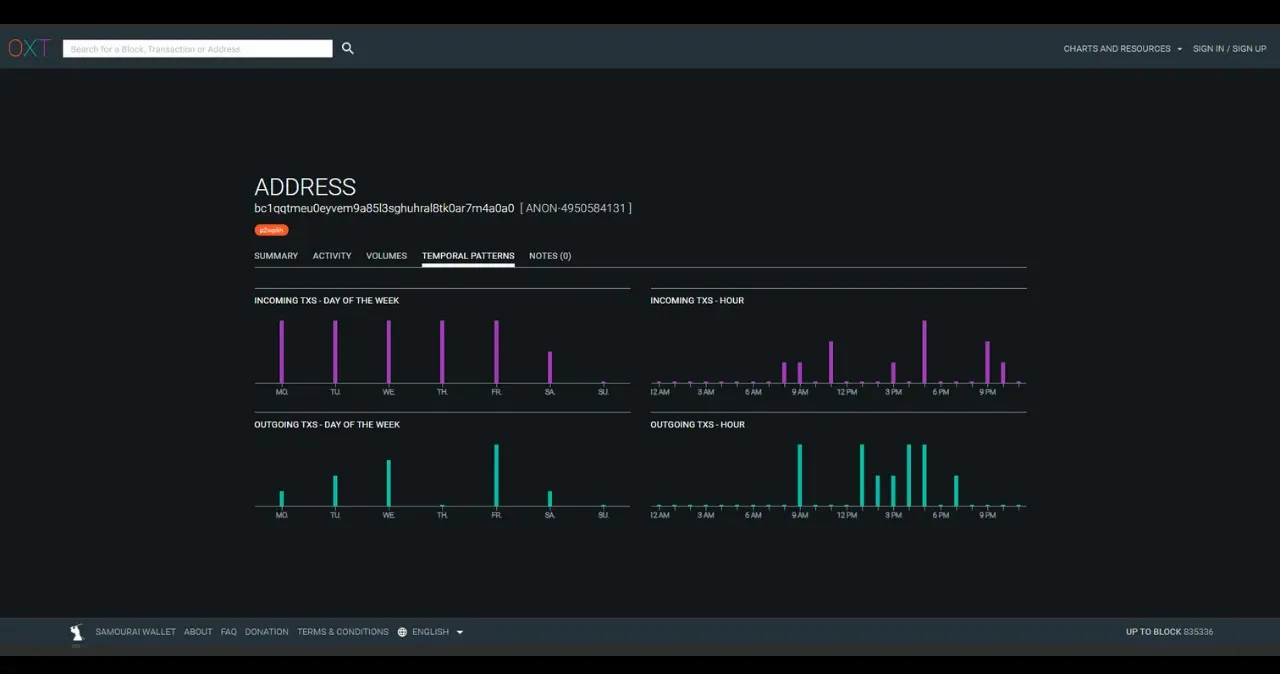 OXT
Search for a Block, Transaction or Address
CHARTS AND RESOURCES
SIGN IN / SIGN UP
ADDRESS
bc1qqtmeu0eyvem9a85l3sghuhral8tk0ar7m4a0a0 [ ANON-4950584131 ]
p2wpkh
SUMMARY ACTIVITY VOLUMES TEMPORAL PATTERNS NOTES (0)
INCOMING TXS - DAY OF THE WEEK
MO. TU. WE. TH. FR. SA. SU.
INCOMING TXS - HOUR
12 AM 3 AM 6 AM 9 AM 12 PM 3 PM 6 PM 9 PM
OUTGOING TXS - DAY OF THE WEEK
MO. TU. WE. TH. FR. SA. SU.
OUTGOING TXS - HOUR
12 AM 3 AM 6 AM 9 AM 12 PM 3 PM 6 PM 9 PM
SAMOURAI WALLET ABOUT FAQ DONATION TERMS & CONDITIONS ENGLISH
UP TO BLOCK 835336